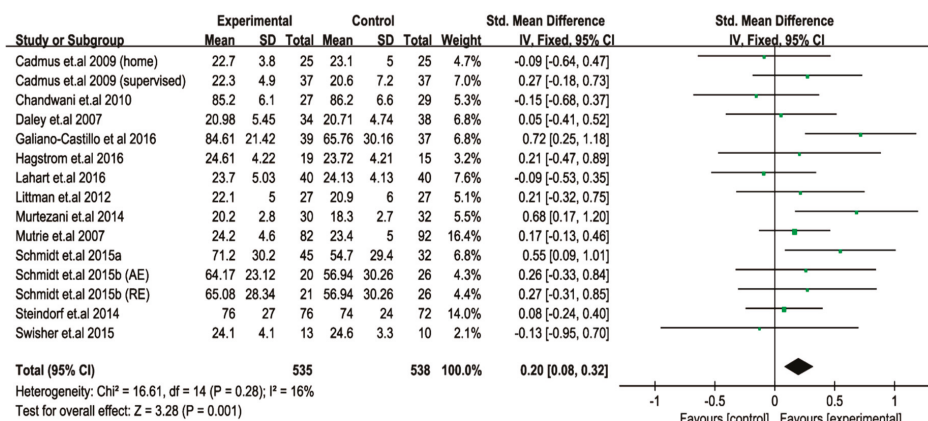 Experimental Control Std. Mean Difference Std. Mean Difference
Study or Subgroup Mean SD Total Mean SD Total Weight IV, Fixed, 95% CI IV, Fixed, 95% CI
Cadmus et.al 2009 (home) 22.7 3.8 25 23.1 5 25 4.7% -0.09 [-0.64, 0.47]
Cadmus et.al 2009 (supervised) 22.3 4.9 37 20.6 7.2 37 7.0% 0.27 [-0.18, 0.73]
Chandwani et.al 2010 85.2 6.1 27 86.2 6.6 29 5.2% -0.15 [-0.68, 0.37]
Daley et.al 2007 20.98 5.45 34 20.71 4.74 38 6.8% 0.05 [-0.41, 0.52]
Galiano-Castillo et al 2016 84.61 21.42 39 65.76 30.16 37 6.7% 0.72 [0.25, 1.18]
Hagstrom et.al 2016 24.61 4.22 19 23.72 4.21 15 3.2% 0.21 [-0.47, 0.89]
Lahart et.al 2016 23.7 5.03 40 24.13 4.13 40 7.6% -0.09 [-0.53, 0.35]
Littman et.al 2012 22.1 5 27 20.9 6 27 5.1% 0.21 [-0.32, 0.75]
Murtezani et.al 2014 20.2 2.8 30 18.3 2.7 32 5.5% 0.68 [0.17, 1.20]
Mutrie et.al 2007 24.2 4.6 82 23.4 5 92 16.4% 0.17 [-0.13, 0.46]
Schmidt et.al 2015a 71.2 30.2 45 54.7 29.4 32 6.8% 0.55 [0.09, 1.01]
Schmidt et.al 2015b (AE) 64.17 23.12 20 56.94 30.26 26 4.3% 0.26 [-0.33, 0.84]
Schmidt et.al 2015b (RE) 65.08 28.34 21 56.94 30.26 26 4.4% 0.27 [-0.31, 0.85]
Steindorf et.al 2014 76 27 76 74 24 72 14.0% 0.08 [-0.24, 0.40]
Swisher et.al 2015 24.1 4.1 13 24.6 3.3 10 2.1% -0.13 [-0.95, 0.70]
Total (95% CI) 535 538 100.0% 0.20 [0.08, 0.32]
Heterogeneity: Chi² = 16.61, df = 14 (P = 0.28); I² = 16%
Test for overall effect: Z = 3.28 (P = 0.001)
-1 -0.5 0 0.5 1
Favours [control] Favours [experimental]